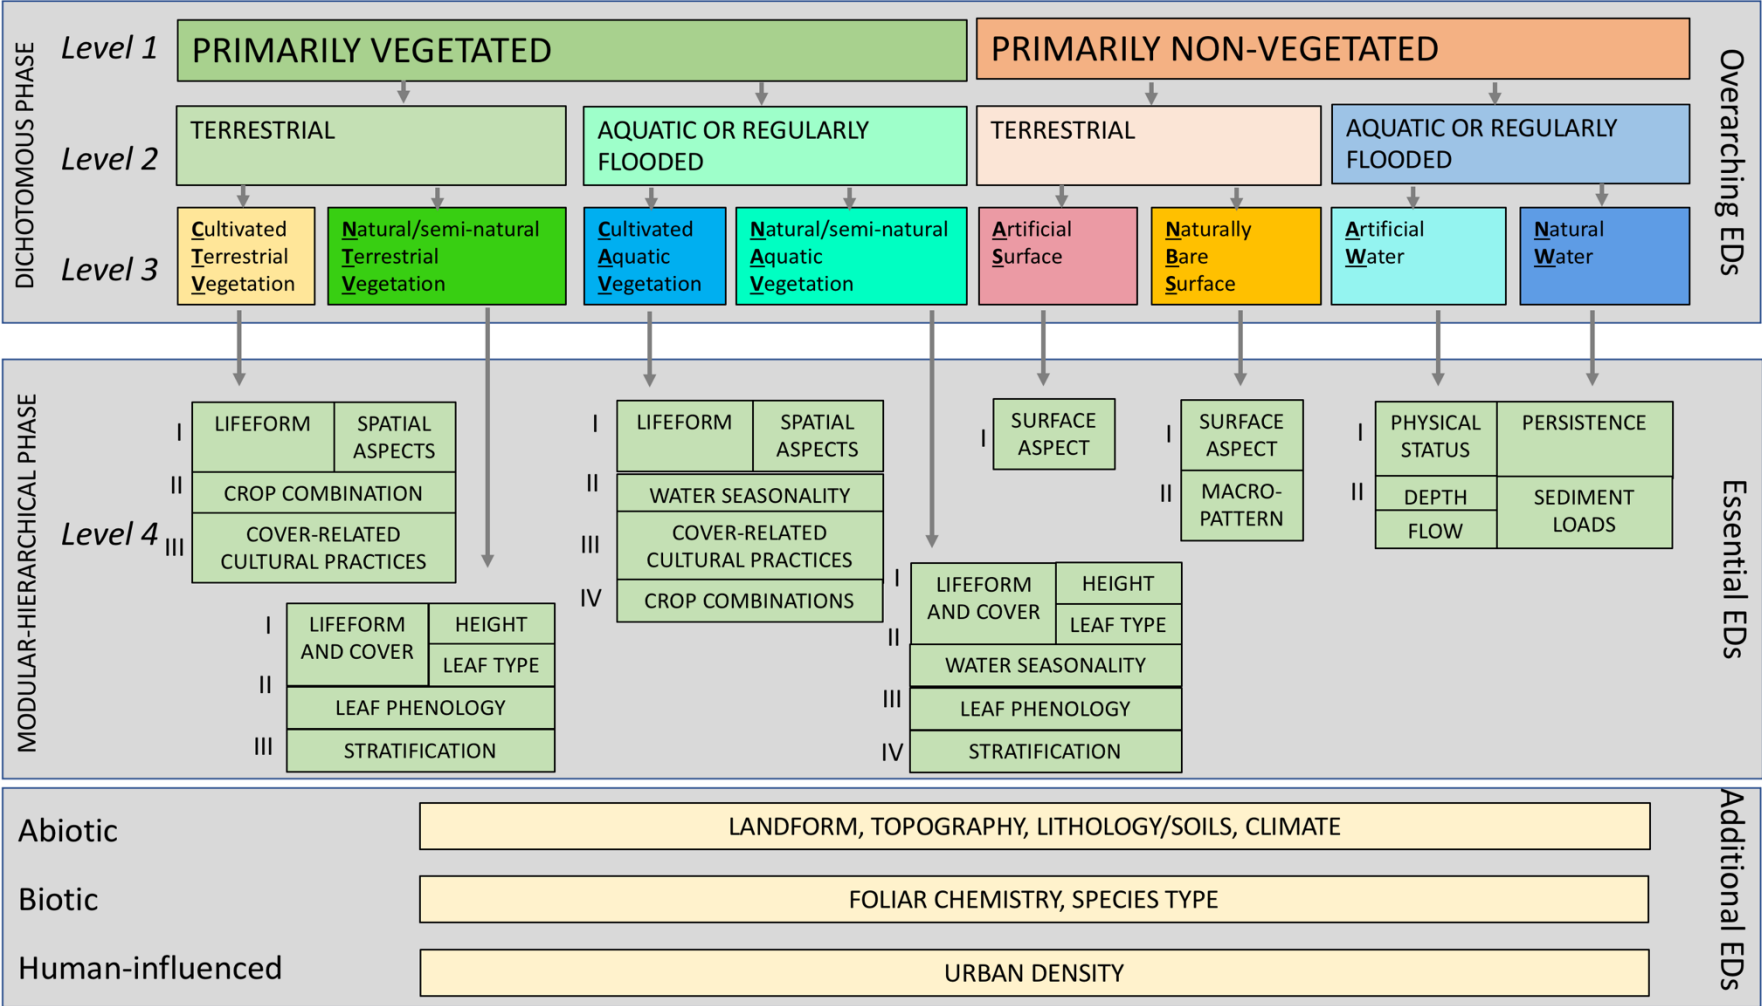 DICHOTOMOUS PHASE
Level 1
PRIMARILY VEGETATED
PRIMARILY NON-VEGETATED
Overarching EDs
Level 2
TERRESTRIAL
AQUATIC OR REGULARLY
FLOODED
TERRESTRIAL
AQUATIC OR REGULARLY
FLOODED
Level 3
Cultivated
Terrestrial
Vegetation
Natural/semi-natural
Terrestrial
Vegetation
Cultivated
Aquatic
Vegetation
Natural/semi-natural
Aquatic
Vegetation
Artificial
Surface
Naturally
Bare
Surface
Artificial
Water
Natural
Water
MODULAR-HIERARCHICAL PHASE
Level 4
Essential EDs
I
LIFEFORM
SPATIAL
ASPECTS
II
CROP COMBINATION
III
COVER-RELATED
CULTURAL PRACTICES
I
LIFEFORM
AND COVER
HEIGHT
LEAF TYPE
II
LEAF PHENOLOGY
III
STRATIFICATION
I
LIFEFORM
SPATIAL
ASPECTS
II
WATER SEASONALITY
III
COVER-RELATED
CULTURAL PRACTICES
IV
CROP COMBINATIONS
I
LIFEFORM
AND COVER
HEIGHT
LEAF TYPE
II
WATER SEASONALITY
III
LEAF PHENOLOGY
IV
STRATIFICATION
I
SURFACE
ASPECT
I
SURFACE
ASPECT
II
MACRO-
PATTERN
I
PHYSICAL
STATUS
PERSISTENCE
II
DEPTH
FLOW
SEDIMENT
LOADS
Additional EDs
Abiotic
LANDFORM, TOPOGRAPHY, LITHOLOGY/SOILS, CLIMATE
Biotic
FOLIAR CHEMISTRY, SPECIES TYPE
Human-influenced
URBAN DENSITY